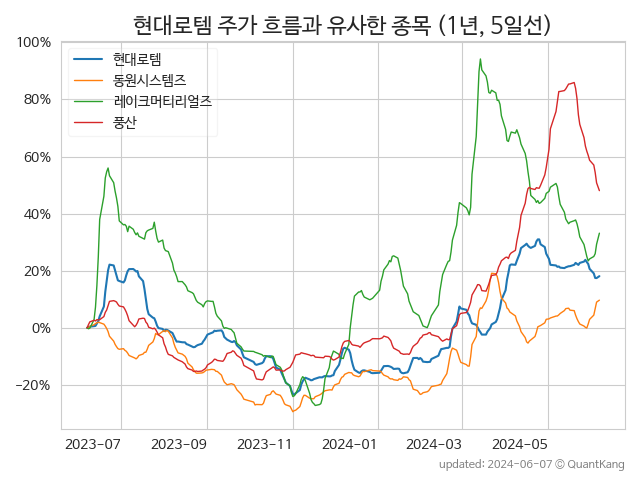 현대로템 주가 흐름과 유사한 종목 (1년, 5일선)
100%
현대로템
동원시스템즈
레이크머티리얼즈
풍산
80%
60%
40%
20%
0%
−20%
2023-07 2023-09 2023-11 2024-01 2024-03 2024-05
updated: 2024-06-07 © QuantKang